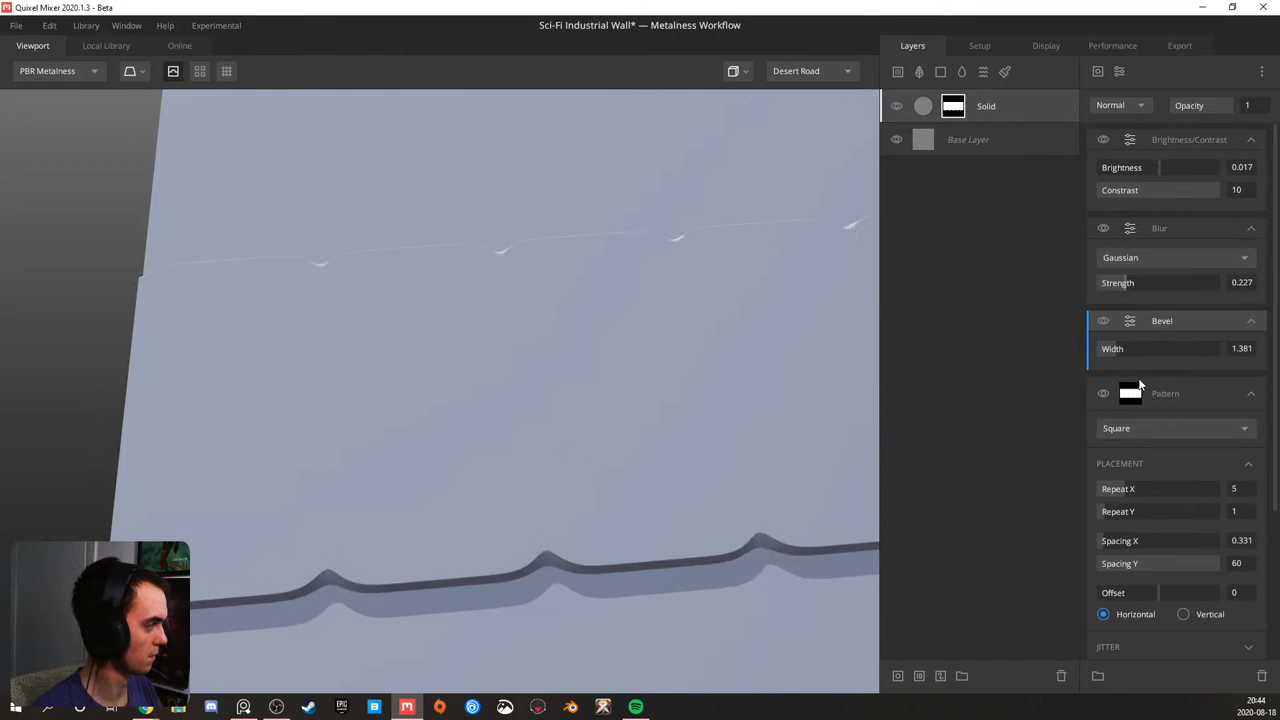 Quixel Mixer 2020.1.3 - Beta
File Edit Library Window Help Experimental
Sci-Fi Industrial Wall* — Metalness Workflow
Viewport Local Library Online
Layers Setup Display Performance Export
PBR Metalness
Desert Road
Solid
Base Layer
Normal Opacity 1
Brightness/Contrast
Brightness 0.017
Constrast 10
Blur
Gaussian
Strength 0.227
Bevel
Width 1.381
Pattern
Square
PLACEMENT
Repeat X 5
Repeat Y 1
Spacing X 0.331
Spacing Y 60
Offset 0
Horizontal Vertical
JITTER
EPIC
20:44
2020-08-18